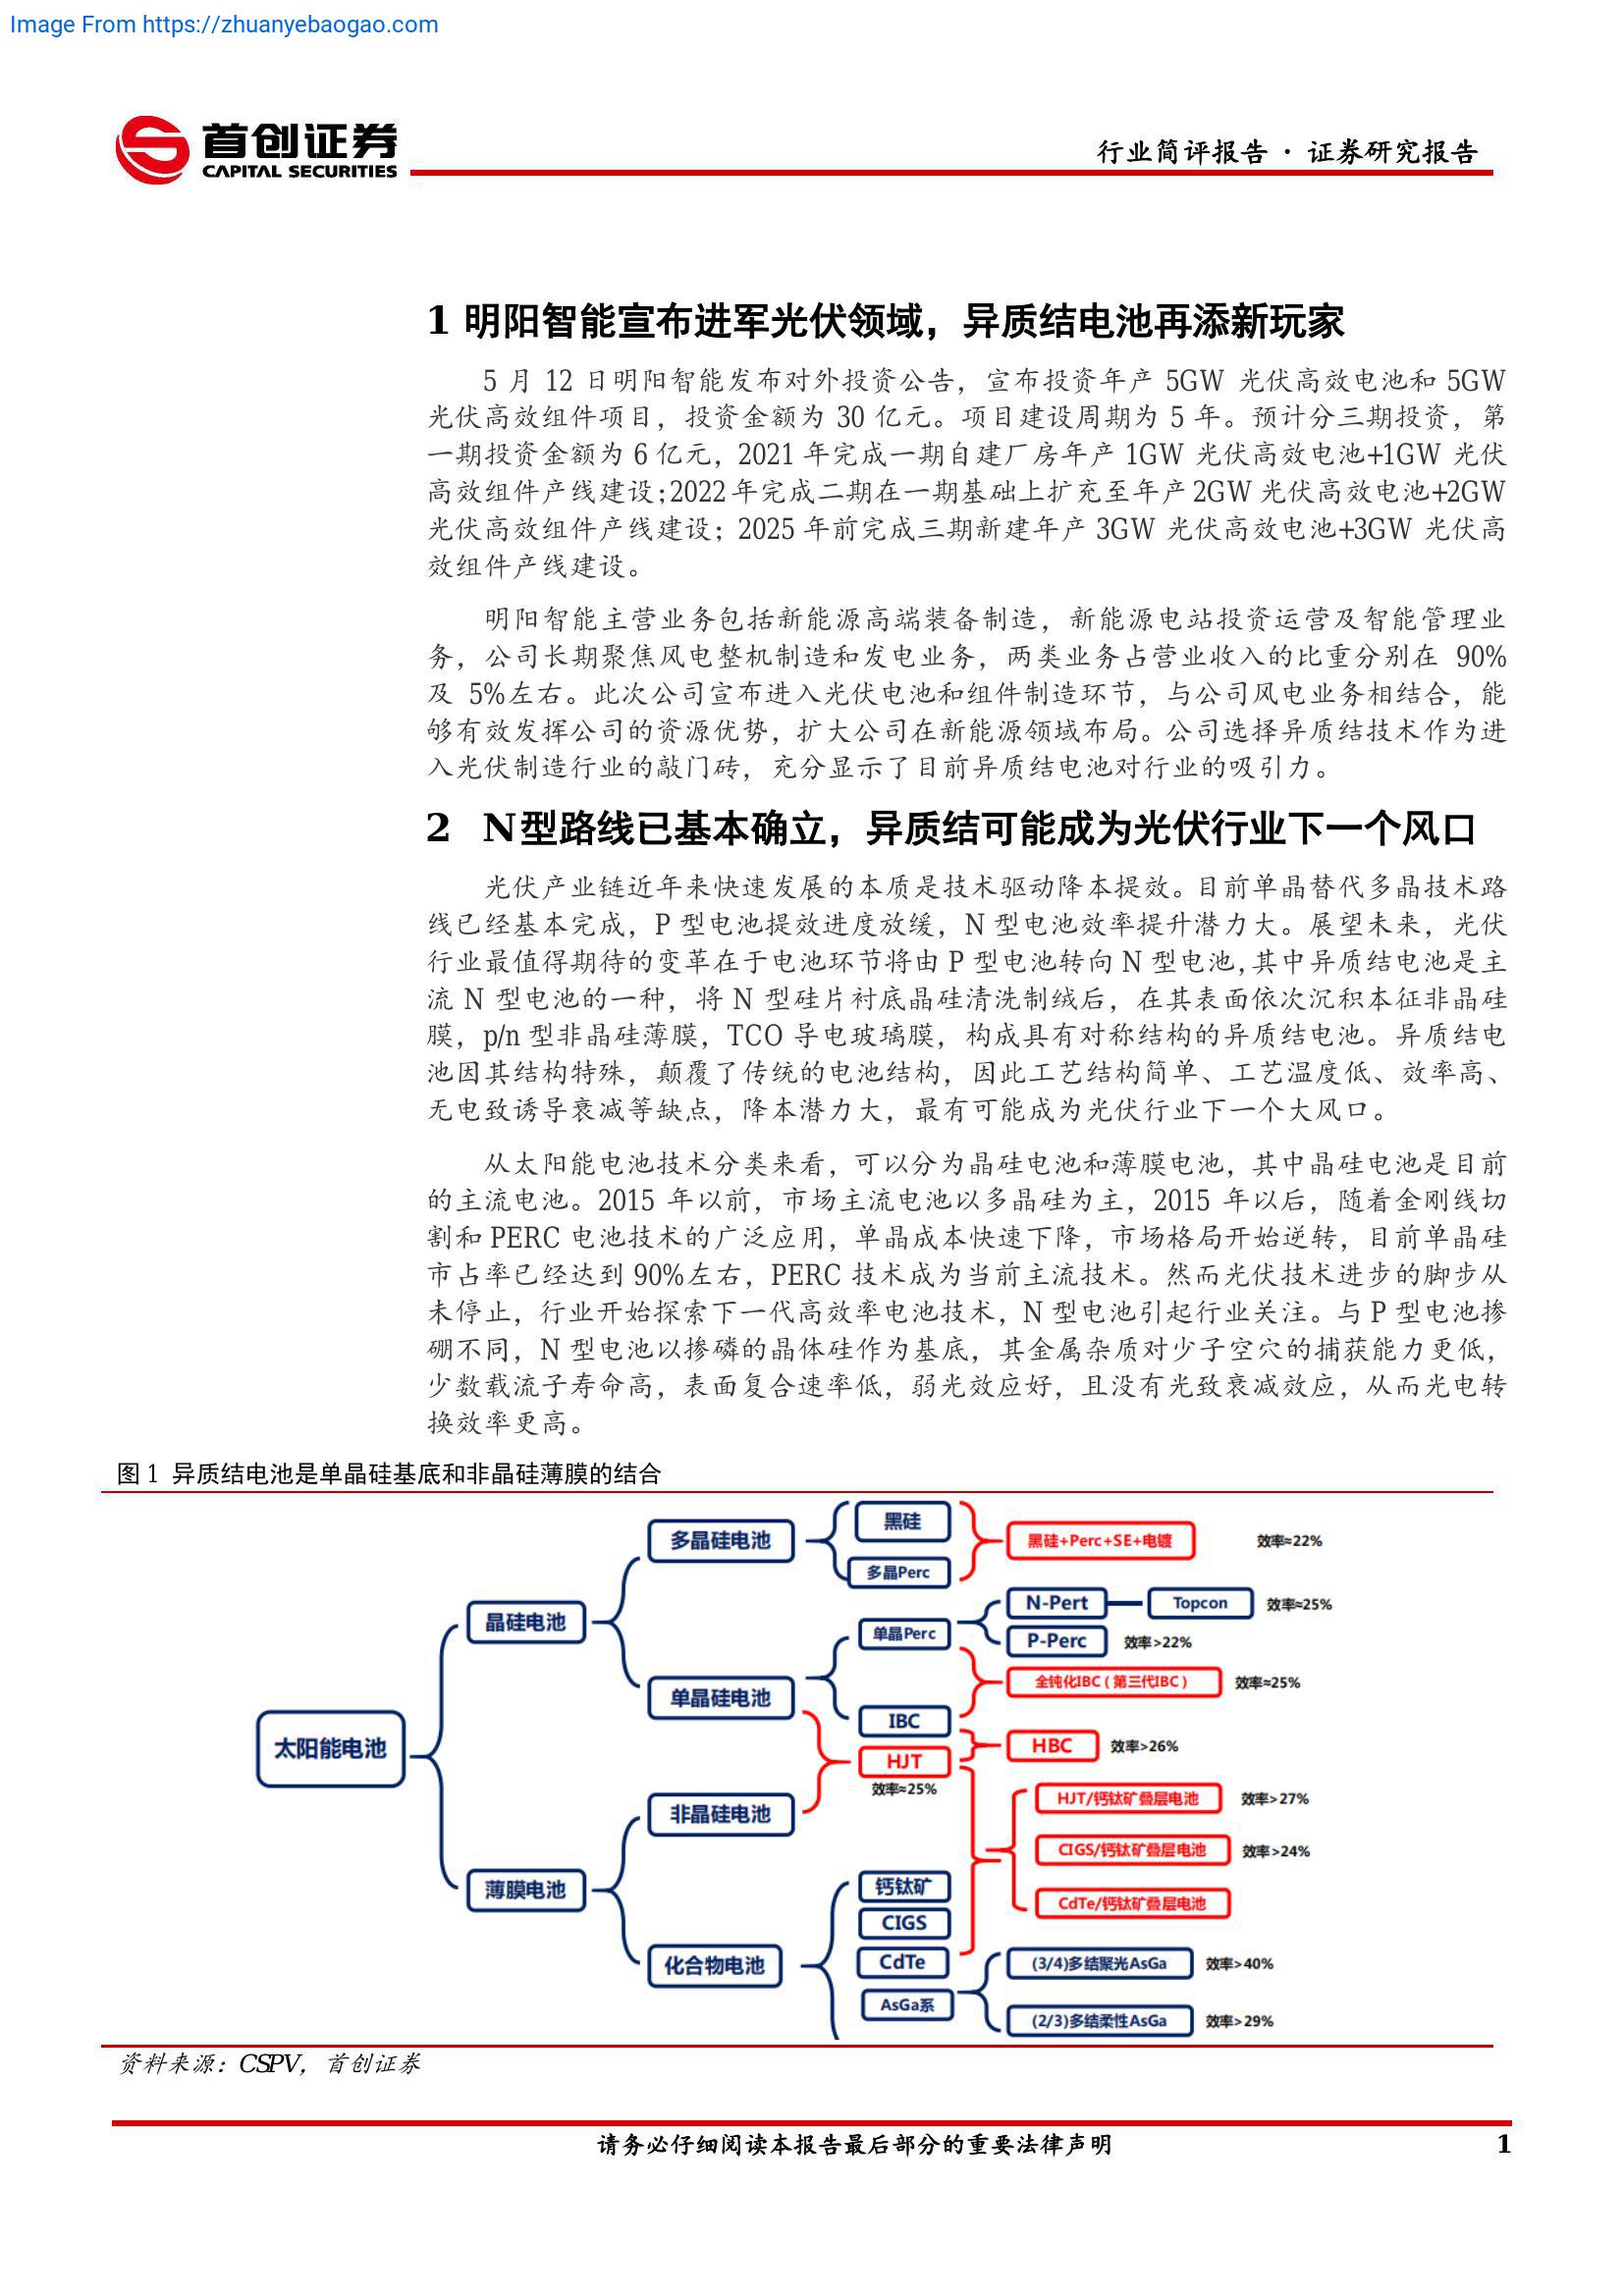 Image From https://zhuanyebaogao.com
首创证券
CAPITAL SECURITIES
行业简评报告 · 证券研究报告
1 明阳智能宣布进军光伏领域，异质结电池再添新玩家
5 月 12 日明阳智能发布对外投资公告，宣布投资年产 5GW 光伏高效电池和 5GW
光伏高效组件项目，投资金额为 30 亿元。项目建设周期为 5 年。预计分三期投资，第
一期投资金额为 6 亿元，2021 年完成一期自建厂房年产 1GW 光伏高效电池+1GW 光伏
高效组件产线建设；2022 年完成二期在一期基础上扩充至年产 2GW 光伏高效电池+2GW
光伏高效组件产线建设；2025 年前完成三期新建年产 3GW 光伏高效电池+3GW 光伏高
效组件产线建设。
明阳智能主营业务包括新能源高端装备制造，新能源电站投资运营及智能管理业
务，公司长期聚焦风电整机制造和发电业务，两类业务占营业收入的比重分别在 90%
及 5%左右。此次公司宣布进入光伏电池和组件制造环节，与公司风电业务相结合，能
够有效发挥公司的资源优势，扩大公司在新能源领域布局。公司选择异质结技术作为进
入光伏制造行业的敲门砖，充分显示了目前异质结电池对行业的吸引力。
2 N型路线已基本确立，异质结可能成为光伏行业下一个风口
光伏产业链近年来快速发展的本质是技术驱动降本提效。目前单晶替代多晶技术路
线已经基本完成，P 型电池提效进度放缓，N 型电池效率提升潜力大。展望未来，光伏
行业最值得期待的变革在于电池环节将由 P 型电池转向 N 型电池，其中异质结电池是主
流 N 型电池的一种，将 N 型硅片衬底晶硅清洗制绒后，在其表面依次沉积本征非晶硅
膜，p/n 型非晶硅薄膜，TCO 导电玻璃膜，构成具有对称结构的异质结电池。异质结电
池因其结构特殊，颠覆了传统的电池结构，因此工艺结构简单、工艺温度低、效率高、
无电致诱导衰减等缺点，降本潜力大，最有可能成为光伏行业下一个大风口。
从太阳能电池技术分类来看，可以分为晶硅电池和薄膜电池，其中晶硅电池是目前
的主流电池。2015 年以前，市场主流电池以多晶硅为主，2015 年以后，随着金刚线切
割和 PERC 电池技术的广泛应用，单晶成本快速下降，市场格局开始逆转，目前单晶硅
市占率已经达到 90%左右，PERC 技术成为当前主流技术。然而光伏技术进步的脚步从
未停止，行业开始探索下一代高效率电池技术，N 型电池引起行业关注。与 P 型电池掺
硼不同，N 型电池以掺磷的晶体硅作为基底，其金属杂质对少子空穴的捕获能力更低，
少数载流子寿命高，表面复合速率低，弱光效应好，且没有光致衰减效应，从而光电转
换效率更高。
图 1 异质结电池是单晶硅基底和非晶硅薄膜的结合
太阳能电池
晶硅电池
薄膜电池
多晶硅电池
单晶硅电池
非晶硅电池
化合物电池
黑硅
多晶Perc
单晶Perc
IBC
HJT
效率≈25%
钙钛矿
CIGS
CdTe
AsGa系
黑硅+Perc+SE+电镀 效率≈22%
N-Pert Topcon 效率≈25%
P-Perc 效率>22%
全钝化IBC（第三代IBC） 效率≈25%
HBC 效率>26%
HJT/钙钛矿叠层电池 效率>27%
CIGS/钙钛矿叠层电池 效率>24%
CdTe/钙钛矿叠层电池
(3/4)多结聚光AsGa 效率>40%
(2/3)多结柔性AsGa 效率>29%
资料来源：CSPV，首创证券
请务必仔细阅读本报告最后部分的重要法律声明 1